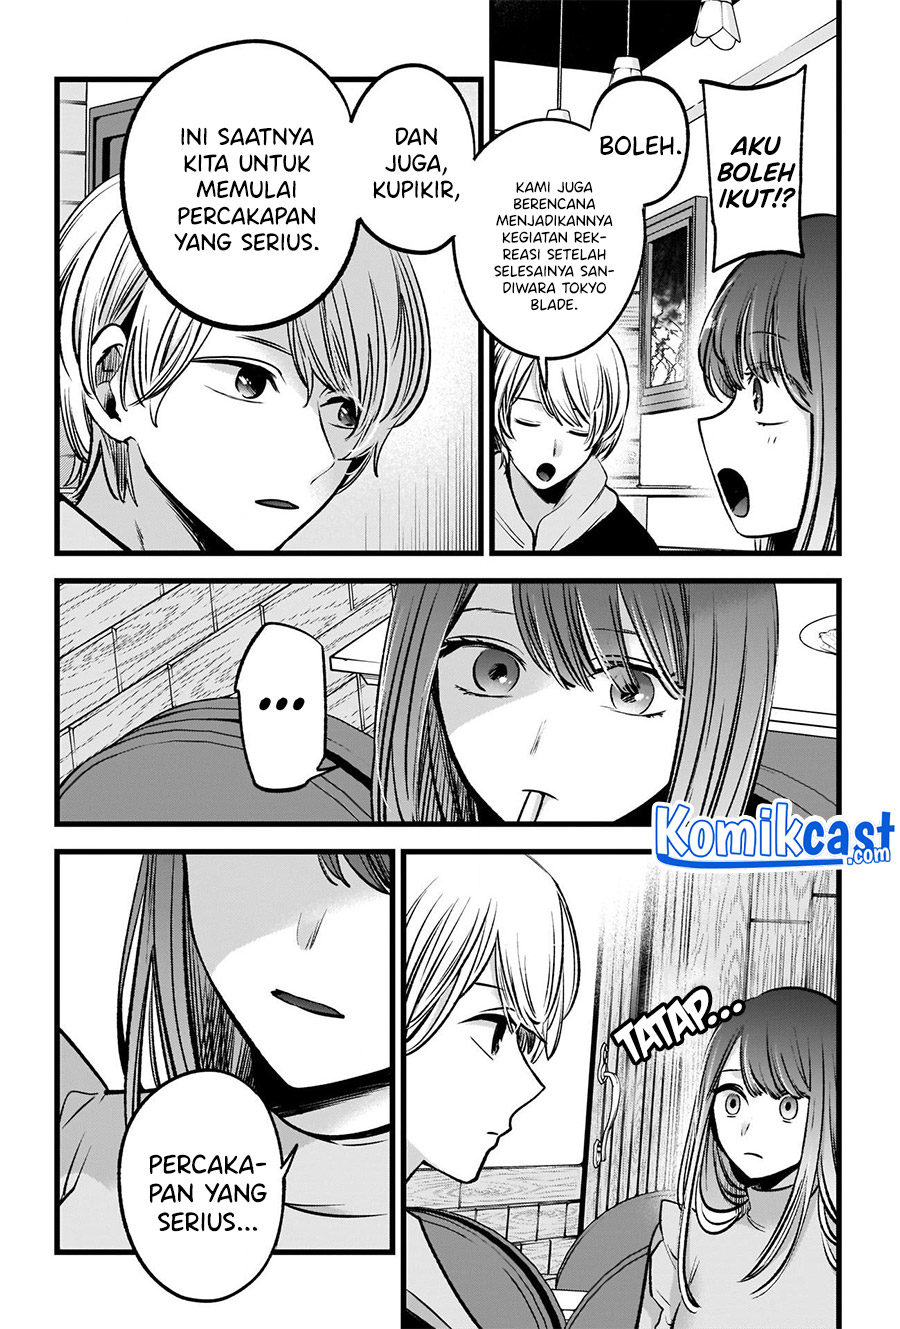 AKU
BOLEH
IKUT!?
BOLEH.
KAMI JUGA
BERENCANA
MENJADIKANNYA
KEGIATAN REK-
REASI SETELAH
SELESAINYA SAN-
DIWARA TOKYO
BLADE.
DAN
JUGA,
KUPIKIR,
INI SAATNYA
KITA UNTUK
MEMULAI
PERCAKAPAN
YANG SERIUS.
...
Komikcast
.com
TATAP...
PERCAKA-
PAN YANG
SERIUS...